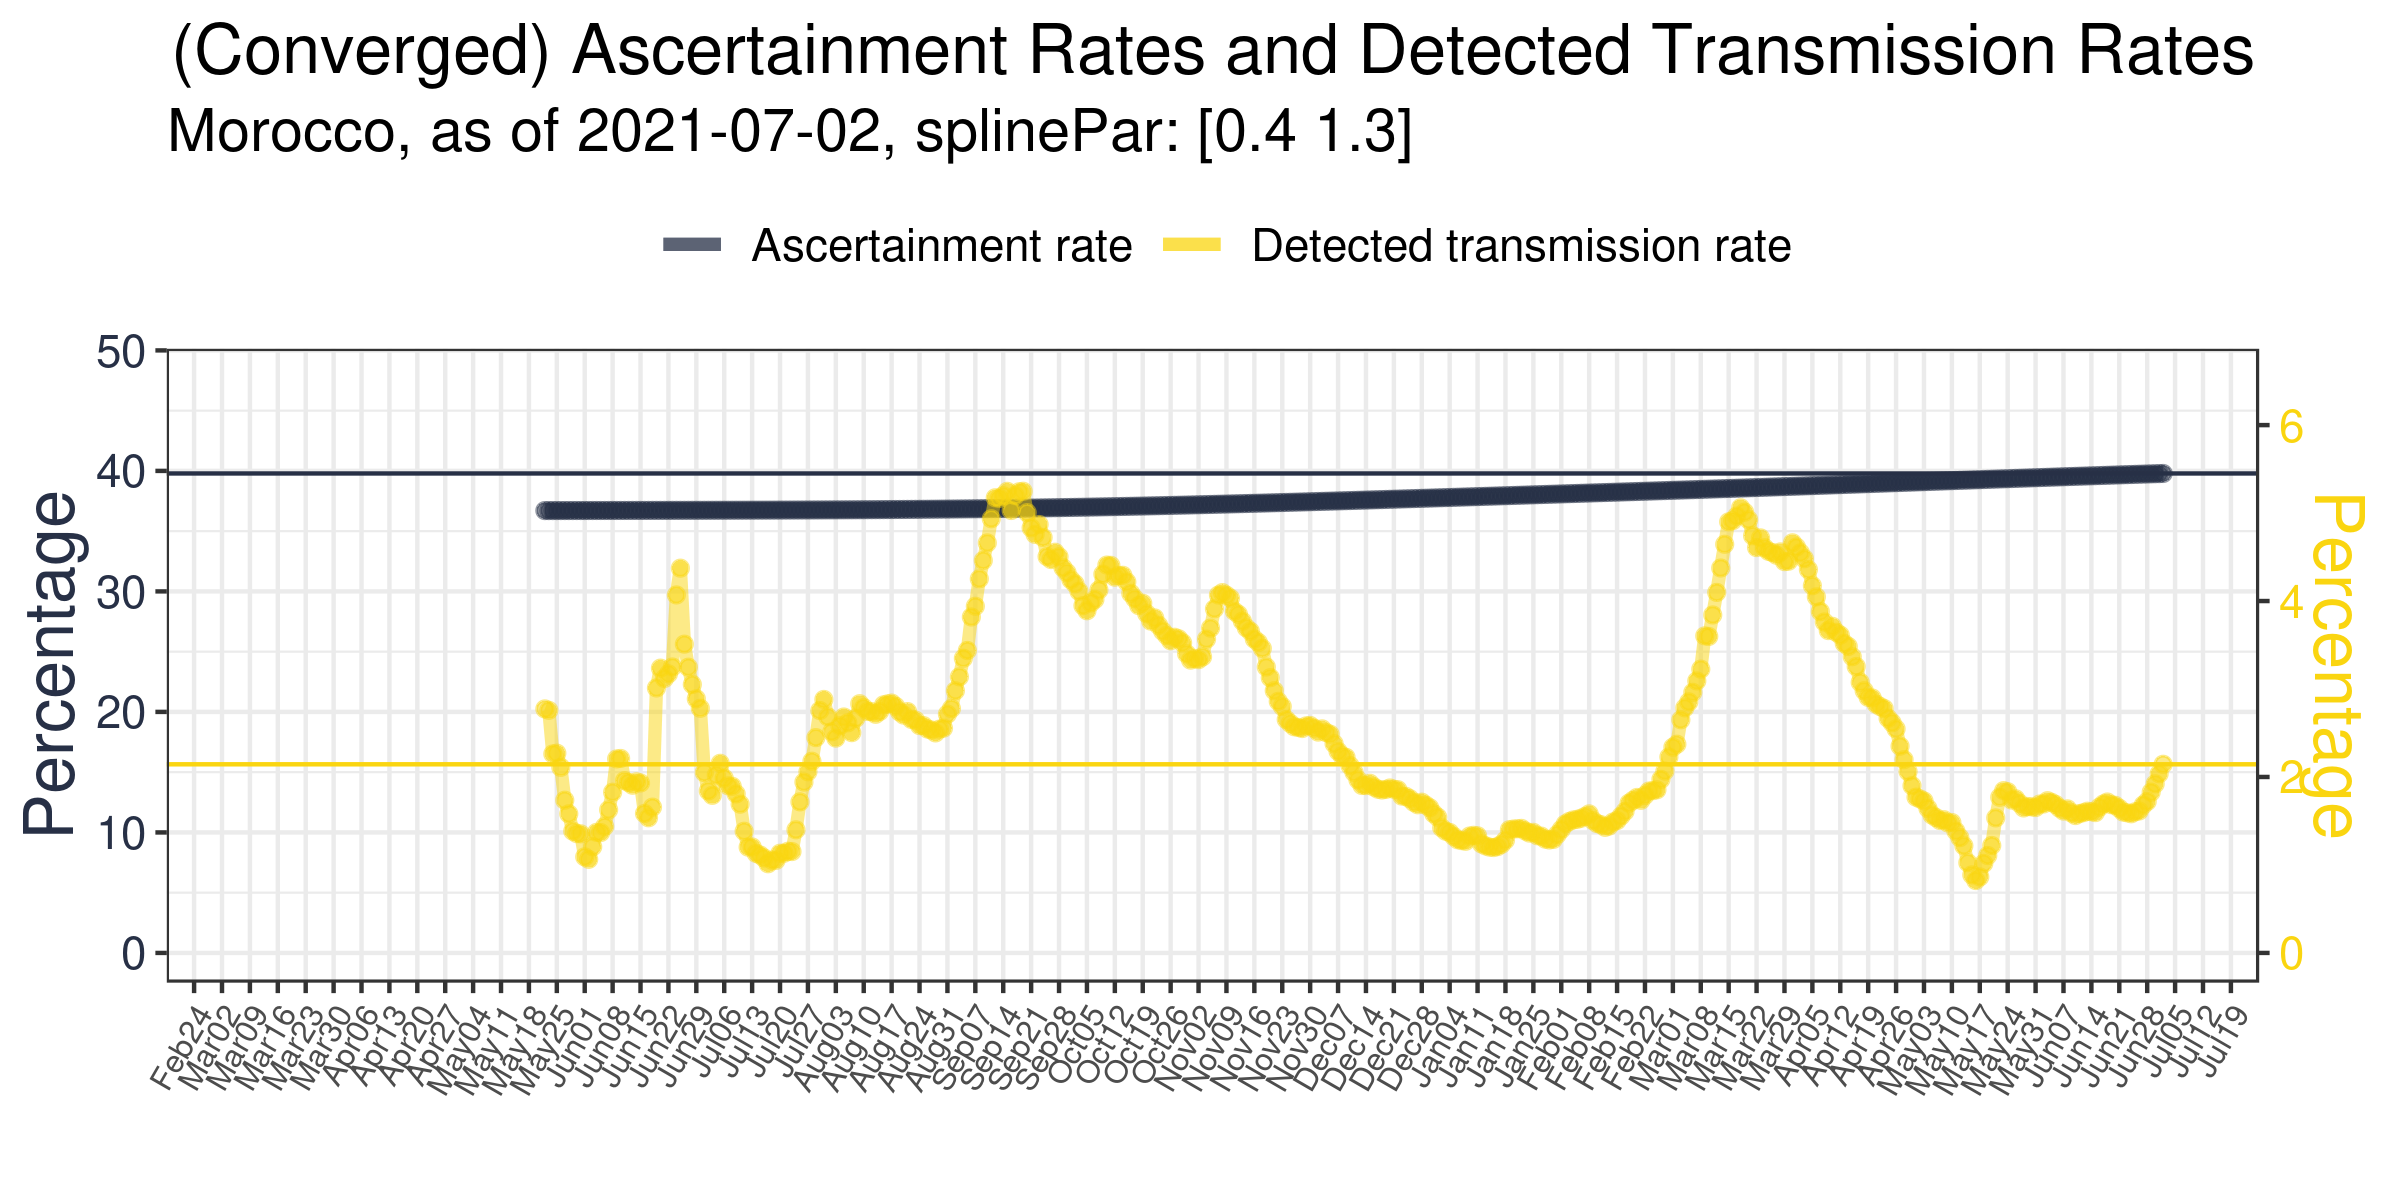 (Converged) Ascertainment Rates and Detected Transmission Rates
Morocco, as of 2021-07-02, splinePar: [0.4 1.3]
Ascertainment rate Detected transmission rate
Percentage
50
40
30
20
10
0
6
4
2
0
Percentage
Feb24
Mar02
Mar09
Mar16
Mar23
Mar30
Apr06
Apr13
Apr20
Apr27
May04
May11
May18
May25
Jun01
Jun08
Jun15
Jun22
Jun29
Jul06
Jul13
Jul20
Jul27
Aug03
Aug10
Aug17
Aug24
Aug31
Sep07
Sep14
Sep21
Sep28
Oct05
Oct12
Oct19
Oct26
Nov02
Nov09
Nov16
Nov23
Nov30
Dec07
Dec14
Dec21
Dec28
Jan04
Jan11
Jan18
Jan25
Feb01
Feb08
Feb15
Feb22
Mar01
Mar08
Mar15
Mar22
Mar29
Apr05
Apr12
Apr19
Apr26
May03
May10
May17
May24
May31
Jun07
Jun14
Jun21
Jun28
Jul05
Jul12
Jul19